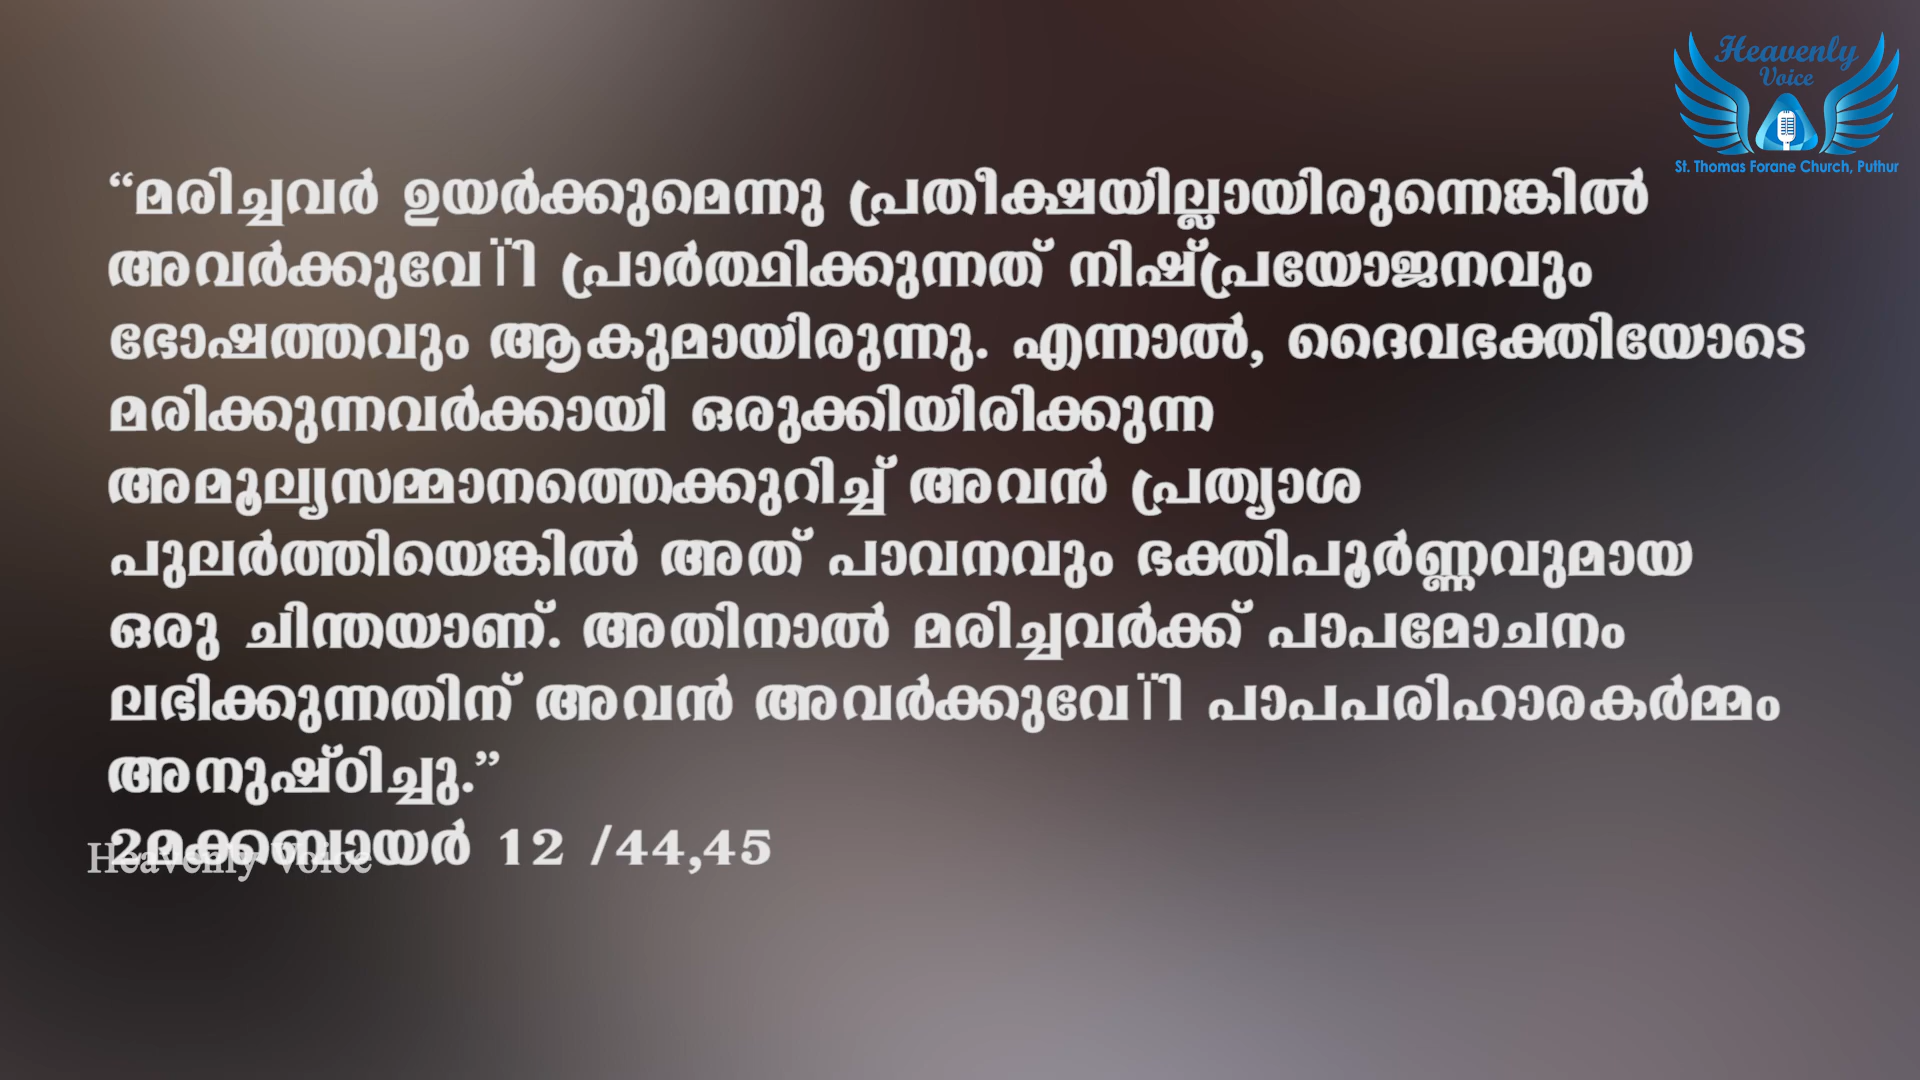 Heavenly
Voice
St. Thomas Forane Church, Puthur
“മരിച്ചവർ ഉയർക്കുമെന്നു പ്രതീക്ഷയില്ലായിരുന്നെങ്കിൽ
അവർക്കുവേÏി പ്രാർത്ഥിക്കുന്നത് നിഷ്പ്രയോജനവും
ഭോഷത്തവും ആകുമായിരുന്നു. എന്നാൽ, ദൈവഭക്തിയോടെ
മരിക്കുന്നവർക്കായി ഒരുക്കിയിരിക്കുന്ന
അമൂല്യസമ്മാനത്തെക്കുറിച്ച് അവൻ പ്രത്യാശ
പുലർത്തിയെങ്കിൽ അത് പാവനവും ഭക്തിപൂർണ്ണവുമായ
ഒരു ചിന്തയാണ്. അതിനാൽ മരിച്ചവർക്ക് പാപമോചനം
ലഭിക്കുന്നതിന് അവൻ അവർക്കുവേÏി പാപപരിഹാരകർമ്മം
അനുഷ്ഠിച്ചു.”
2മക്കബായർ 12 /44,45
Heavenly Voice